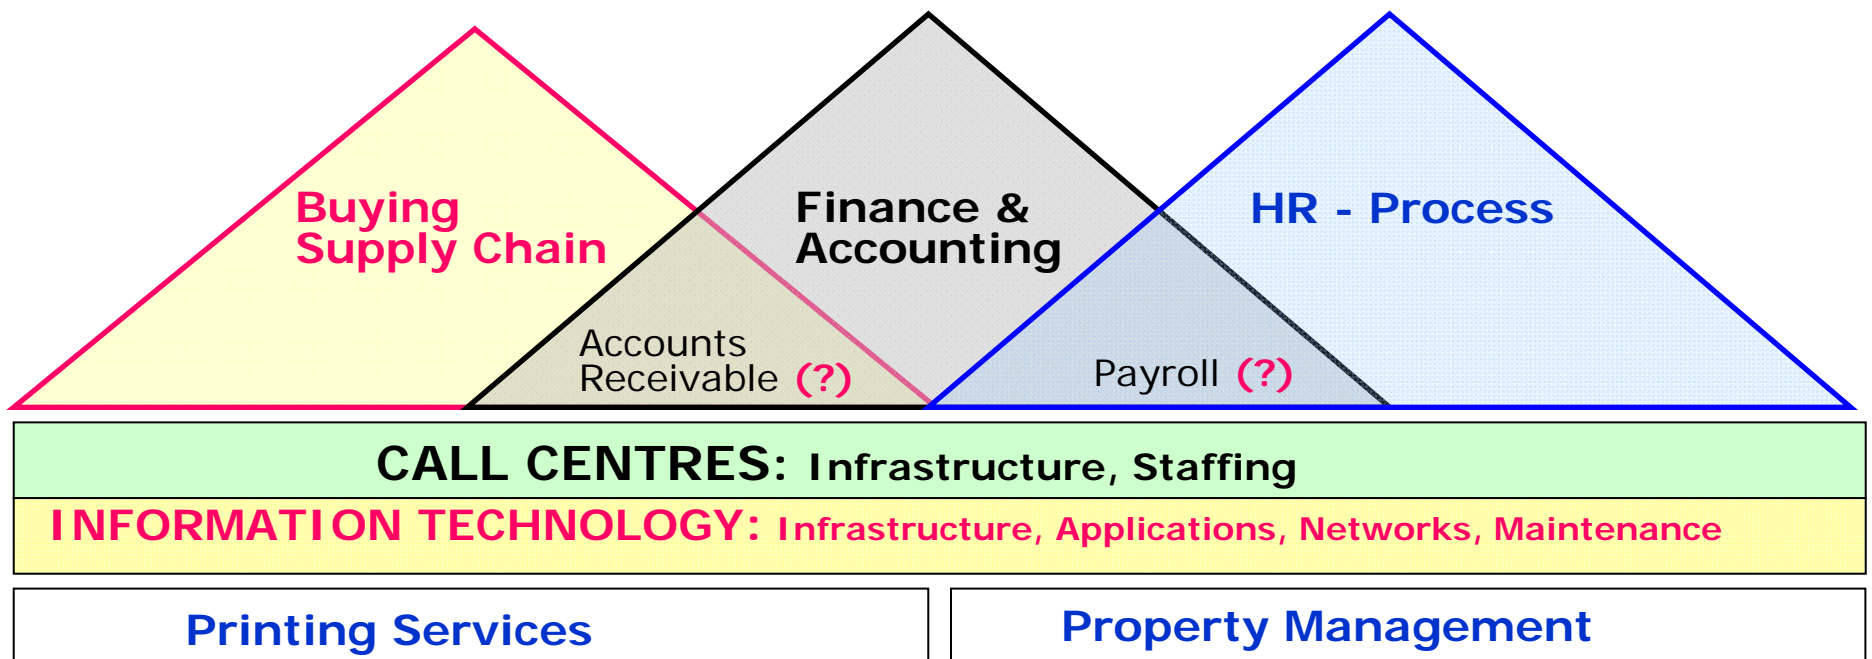 Buying
Supply Chain
Finance &
Accounting
HR - Process
Accounts
Receivable (?)
Payroll (?)
CALL CENTRES: Infrastructure, Staffing
INFORMATION TECHNOLOGY: Infrastructure, Applications, Networks, Maintenance
Printing Services
Property Management